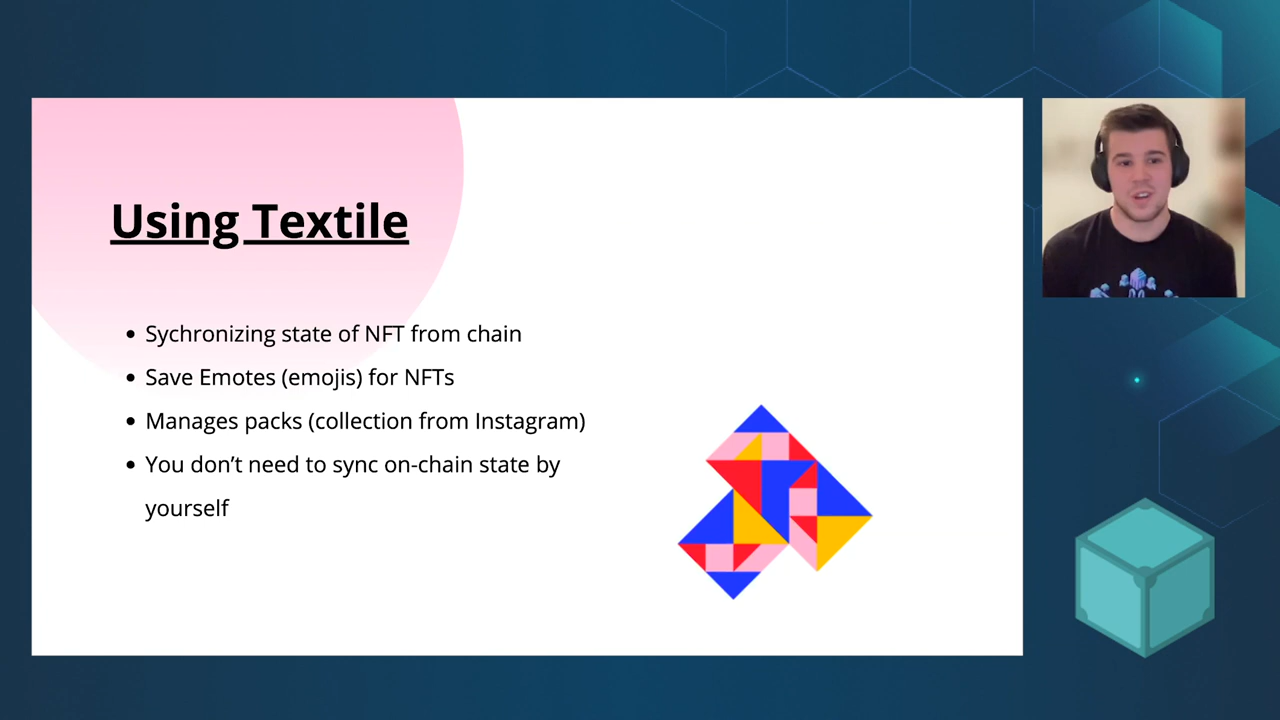 Using Textile
Sychronizing state of NFT from chain
Save Emotes (emojis) for NFTs
Manages packs (collection from Instagram)
You don’t need to sync on-chain state by
yourself